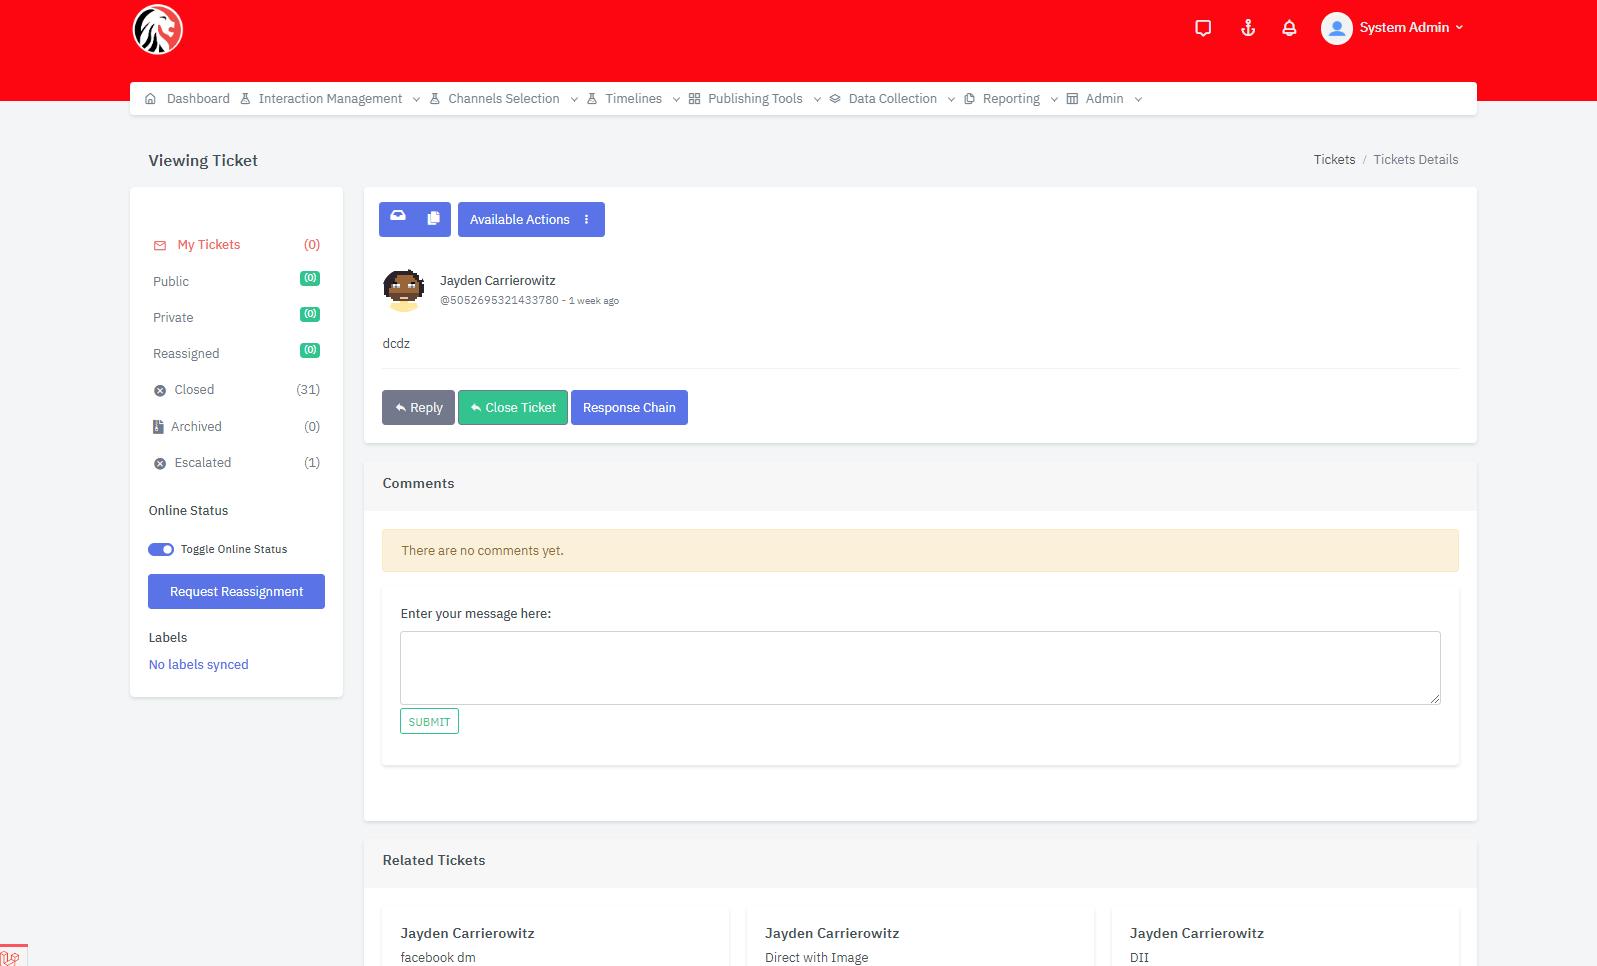 System Admin
Dashboard Interaction Management Channels Selection Timelines Publishing Tools Data Collection Reporting Admin
Viewing Ticket
Tickets / Tickets Details
My Tickets (0)
Public (0)
Private (0)
Reassigned (0)
Closed (31)
Archived (0)
Escalated (1)
Online Status
Toggle Online Status
Request Reassignment
Labels
No labels synced
Available Actions
Jayden Carrierowitz
@5052695321433780 - 1 week ago
dcdz
Reply Close Ticket Response Chain
Comments
There are no comments yet.
Enter your message here:
SUBMIT
Related Tickets
Jayden Carrierowitz
facebook dm
Jayden Carrierowitz
Direct with Image
Jayden Carrierowitz
DII